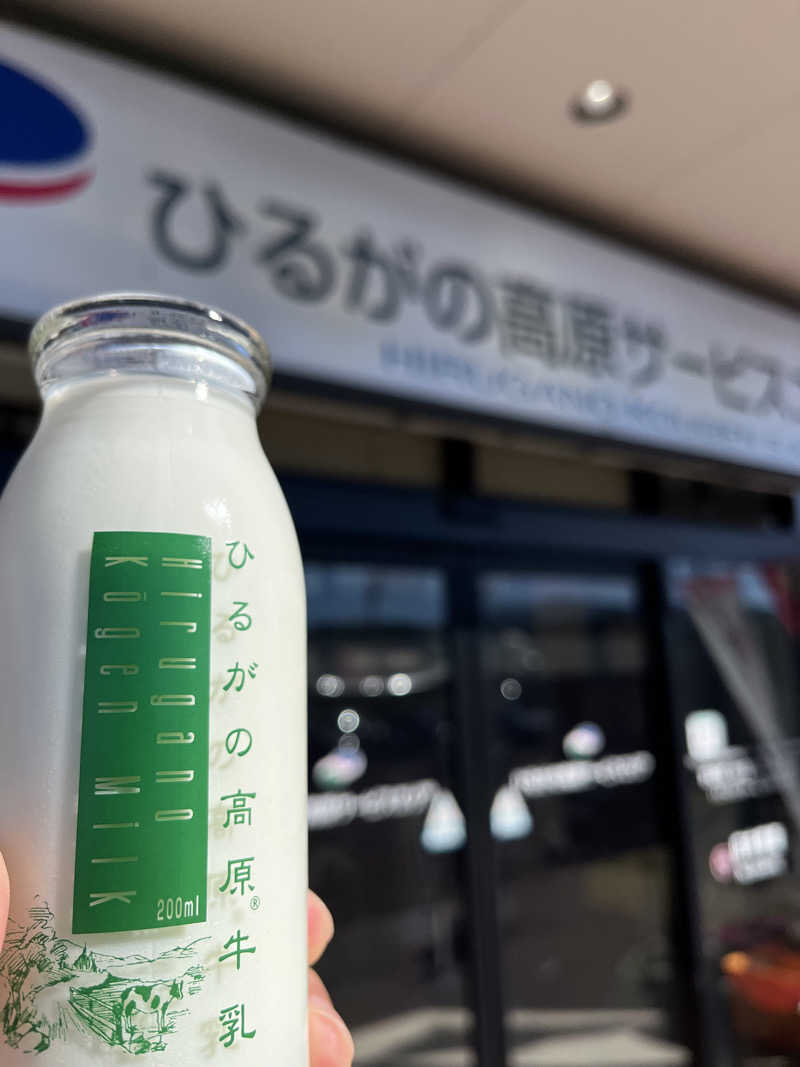 ひるがの高原サービスエ
Hirugano
Kōgen Milk
200ml
ひるがの高原®牛乳